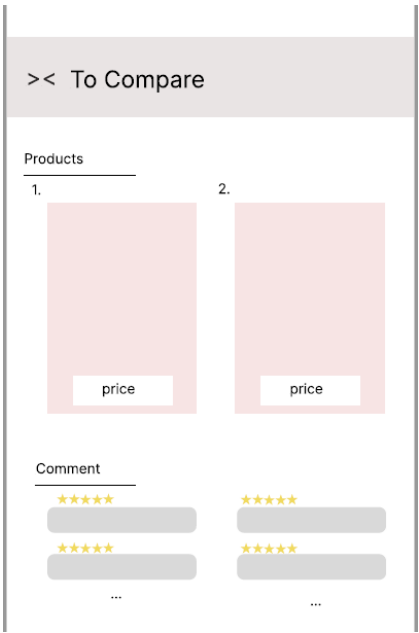 >< To Compare
Products
1.
2.
price
price
Comment
★★★★★
★★★★★
★★★★★
★★★★★
...
...